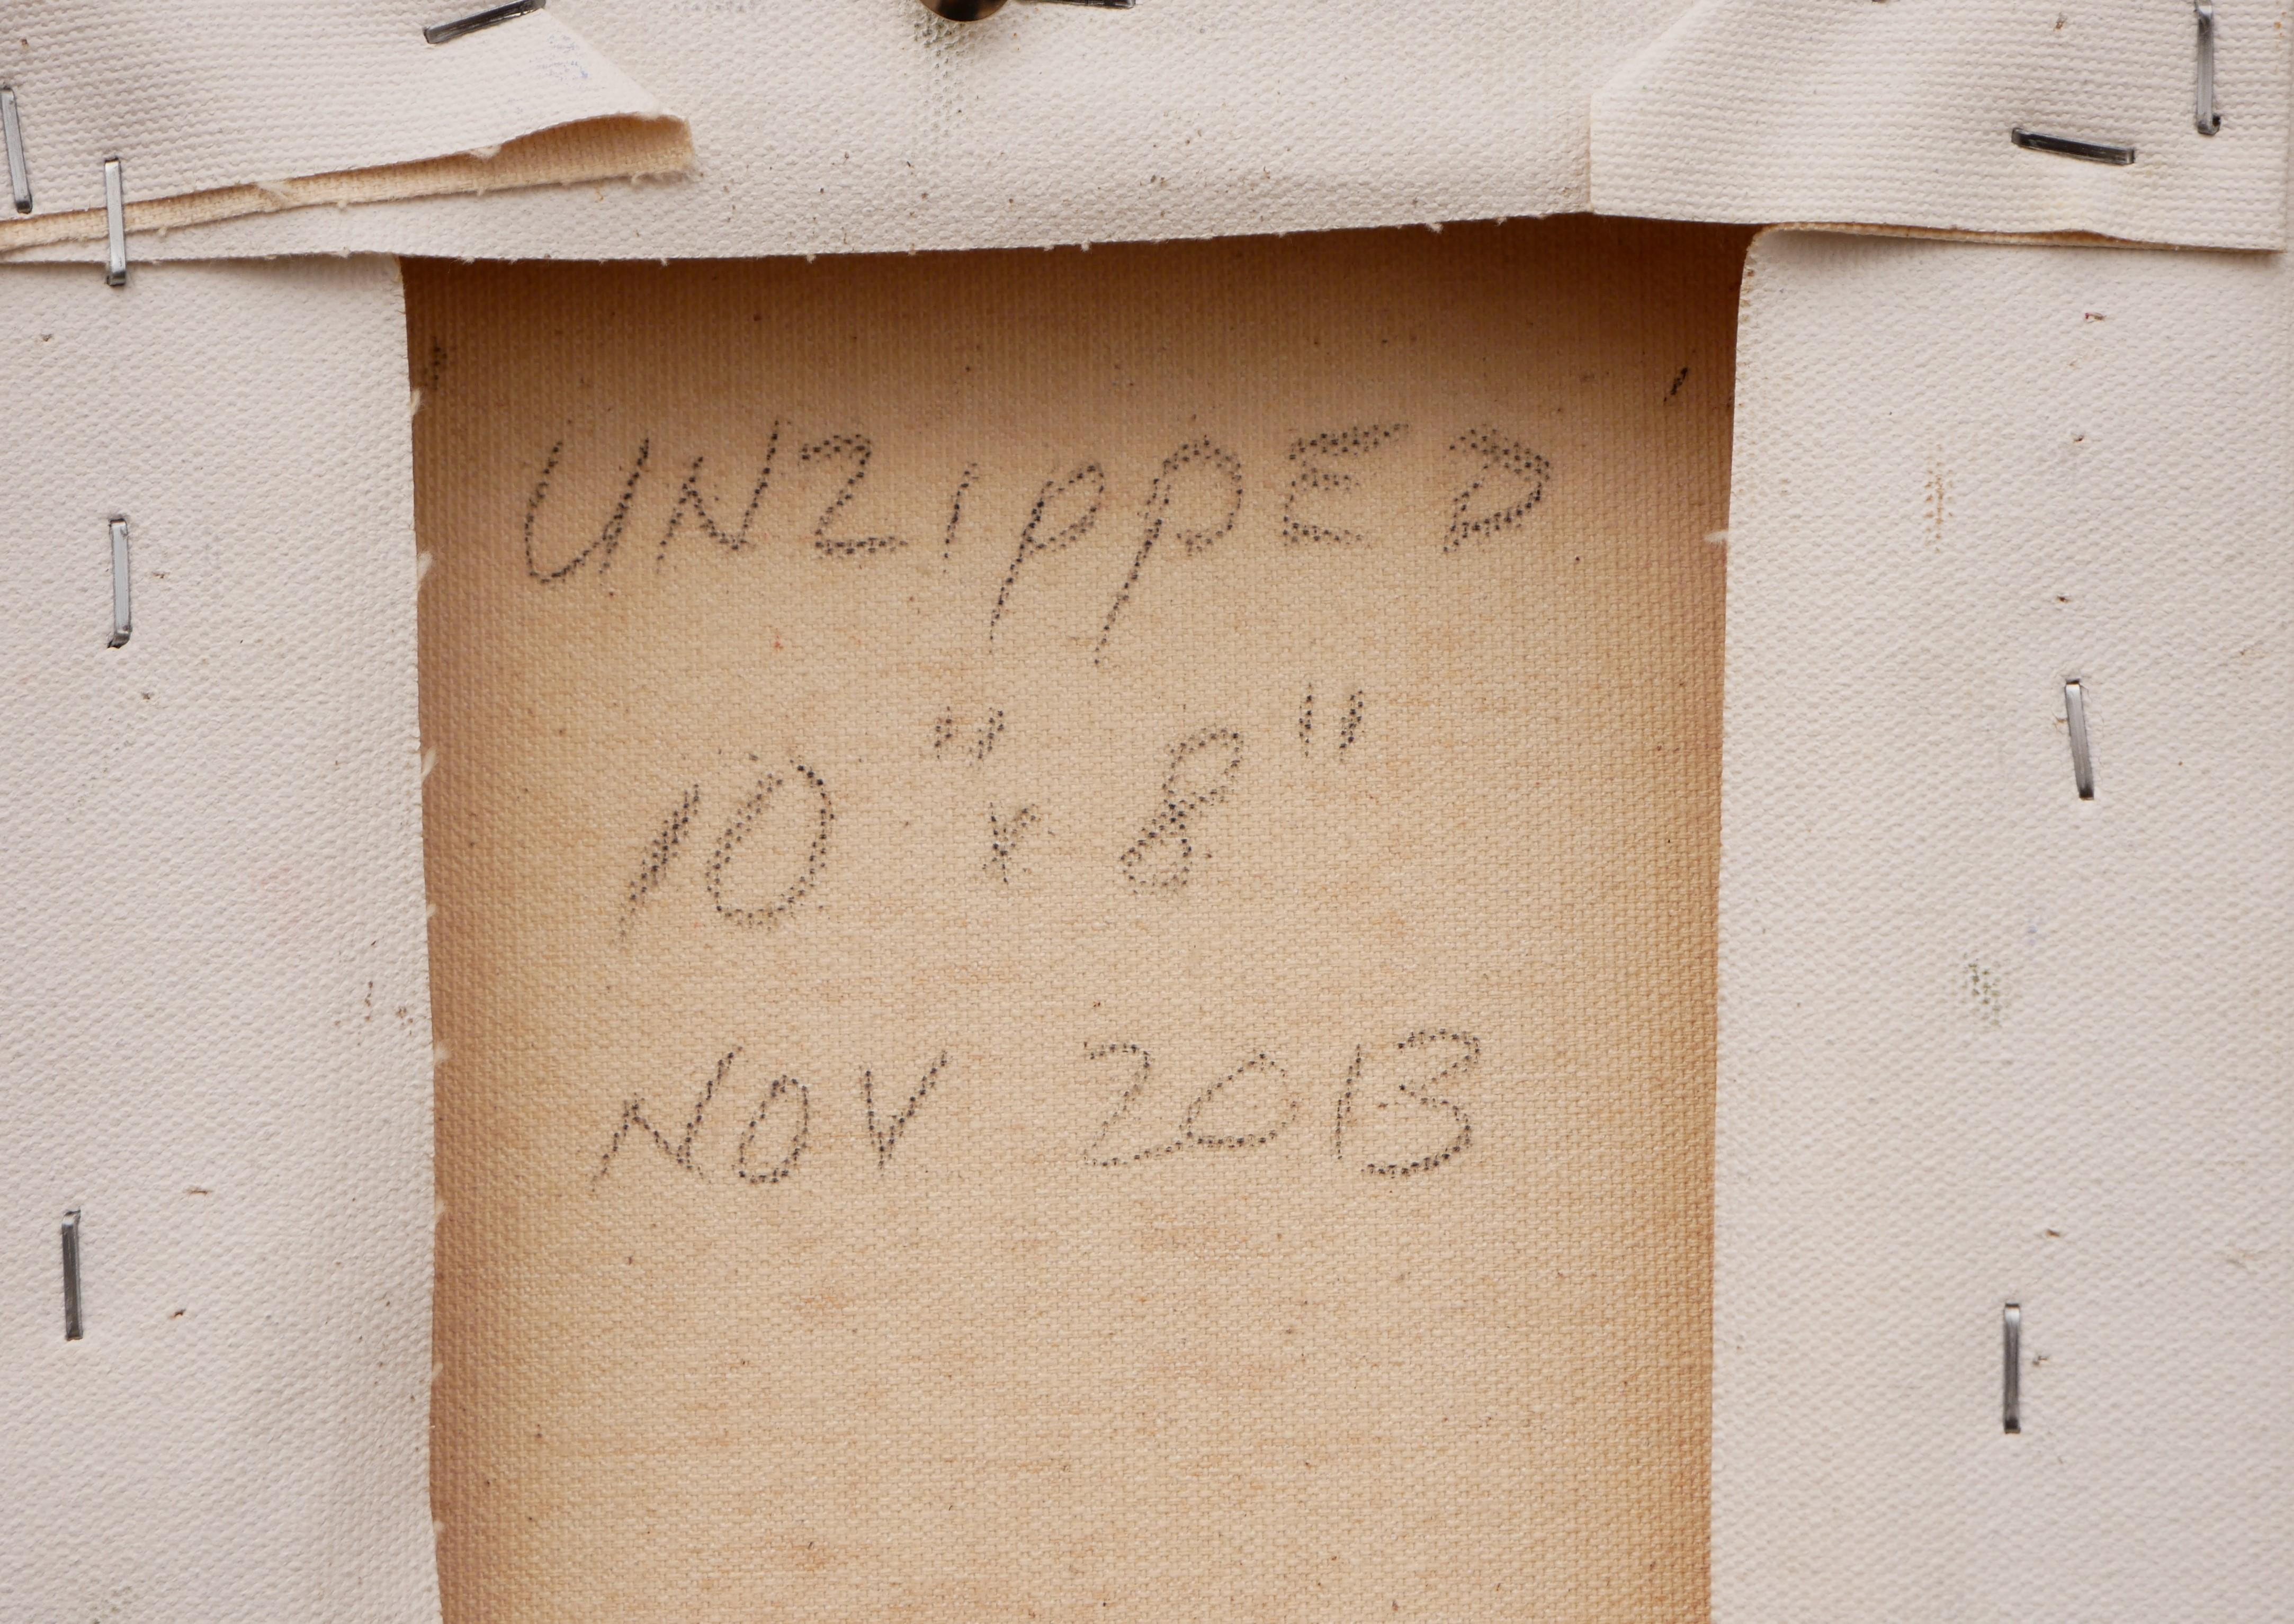 UNZIPPED
10" x 8"
NOV 2013